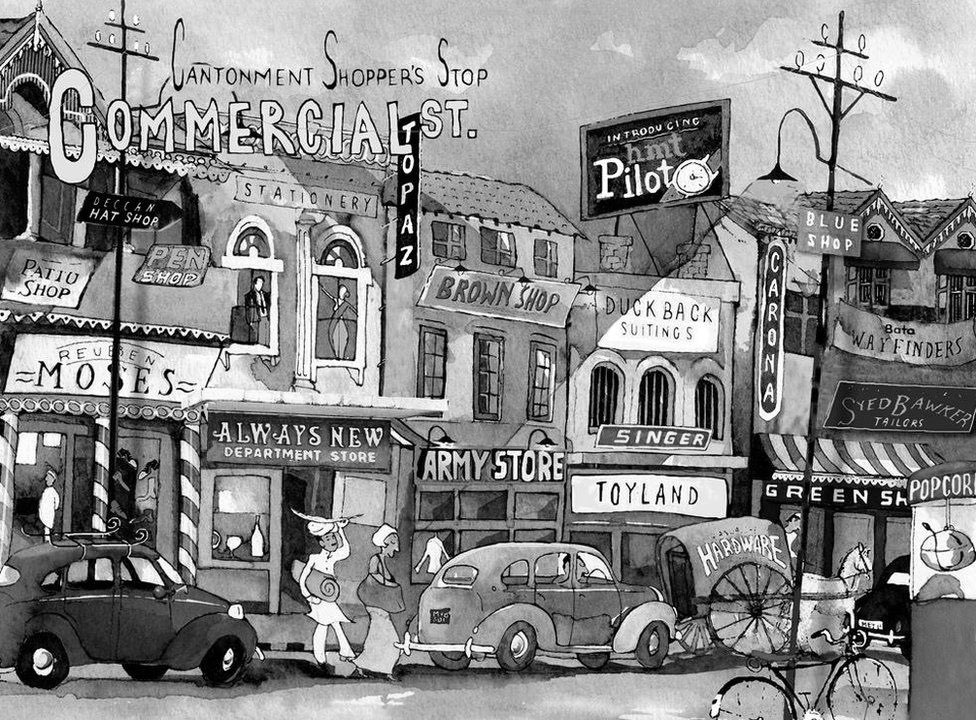 CANTONMENT SHOPPER'S STOP
COMMERCIAL ST.
TOPAZ
INTRODUCING
hmt
Pilot
DECCAN
HAT SHOP
STATIONERY
BLUE
SHOP
PEN
SHOP
SHOP
BROWN SHOP
DUCK BACK
SUITINGS
CARONA
Bata
WAYFINDERS
REUBEN
=MOSES=
SYED BAWKER
TAILORS
ALWAYS NEW
DEPARTMENT STORE
SINGER
ARMY STORE
TOYLAND
GREEN SH
POPCOR
HARDWARE